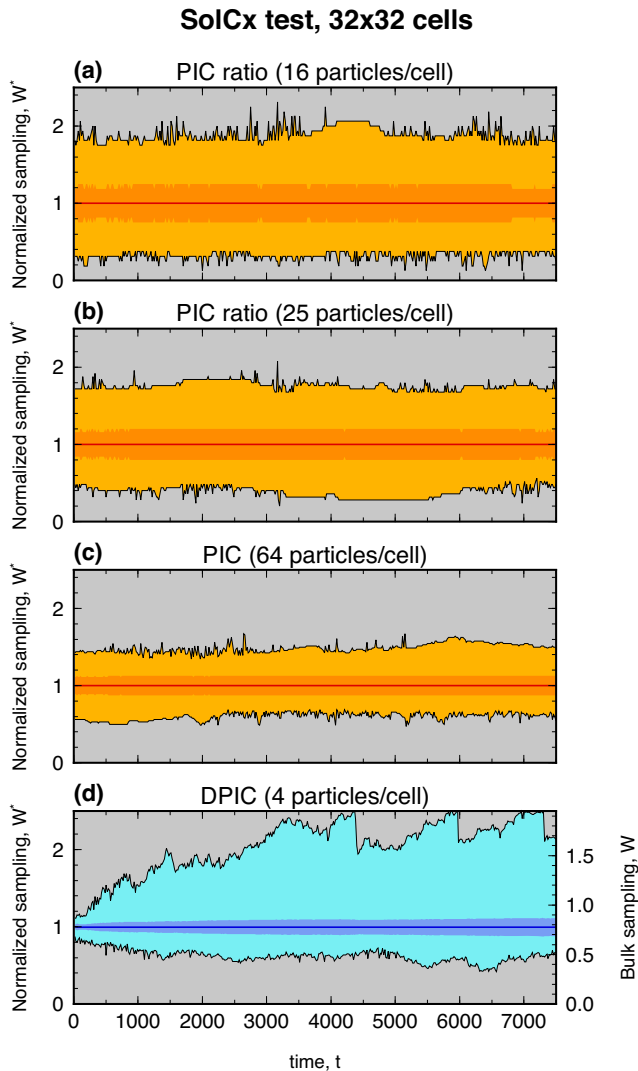 SolCx test, 32x32 cells
(a) PIC ratio (16 particles/cell)
Normalized sampling, W*
2
1
0
(b) PIC ratio (25 particles/cell)
Normalized sampling, W*
2
1
0
(c) PIC (64 particles/cell)
Normalized sampling, W*
2
1
0
(d) DPIC (4 particles/cell)
Normalized sampling, W*
2
1
0
1.5
1.0
0.5
0.0
Bulk sampling, W
0 1000 2000 3000 4000 5000 6000 7000
time, t